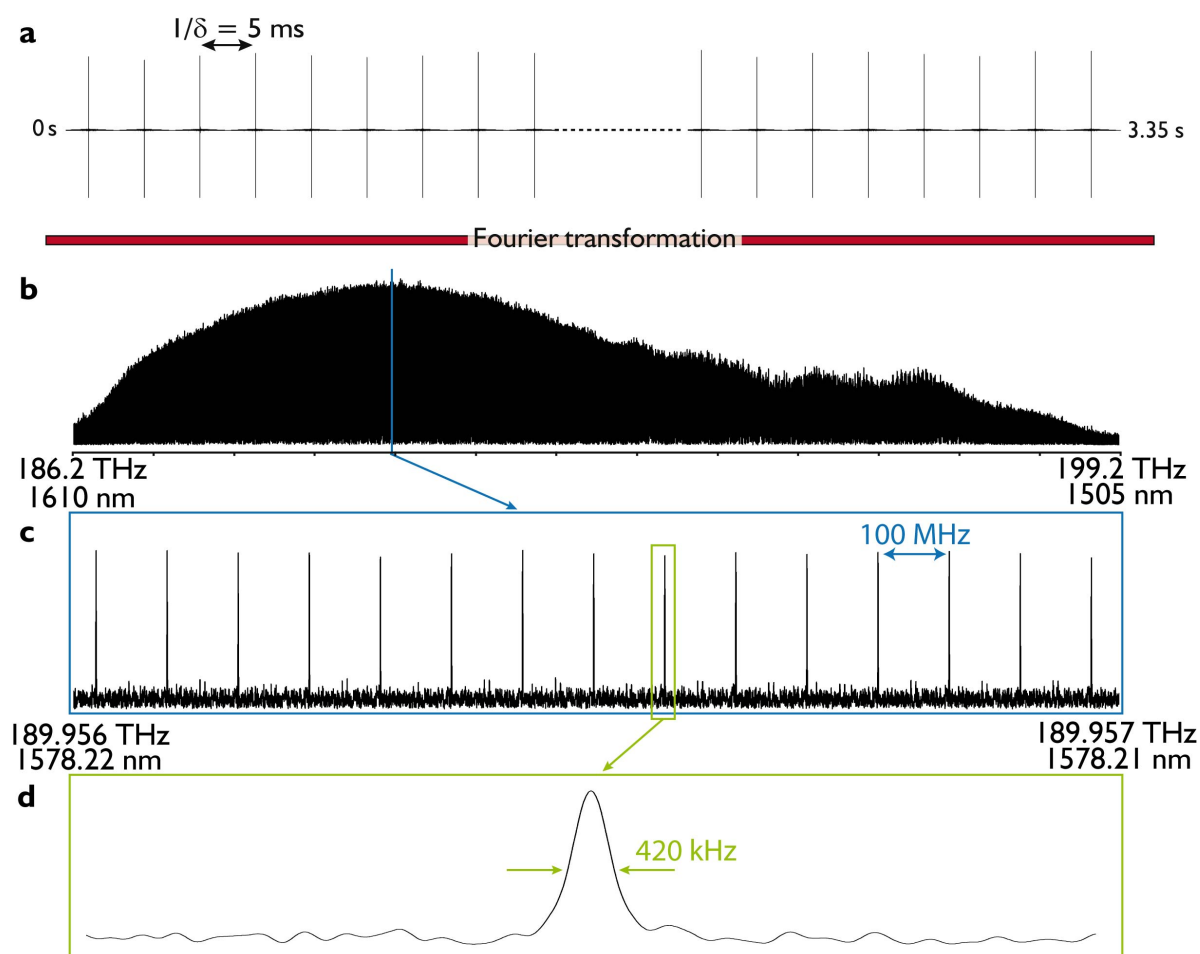 a
1/δ = 5 ms
0 s
3.35 s
Fourier transformation
b
186.2 THz
1610 nm
199.2 THz
1505 nm
c
100 MHz
189.956 THz
1578.22 nm
189.957 THz
1578.21 nm
d
420 kHz